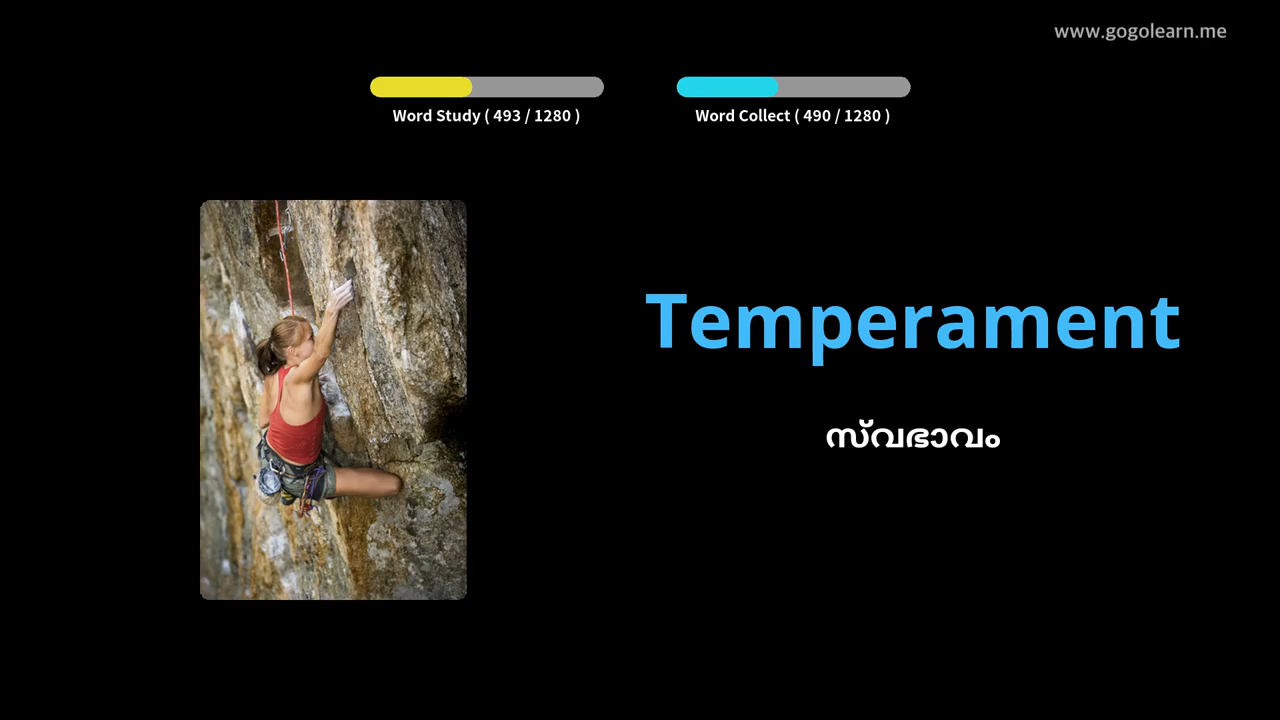 www.gogolearn.me
Word Study ( 493 / 1280 )
Word Collect ( 490 / 1280 )
Temperament
സ്വഭാവം